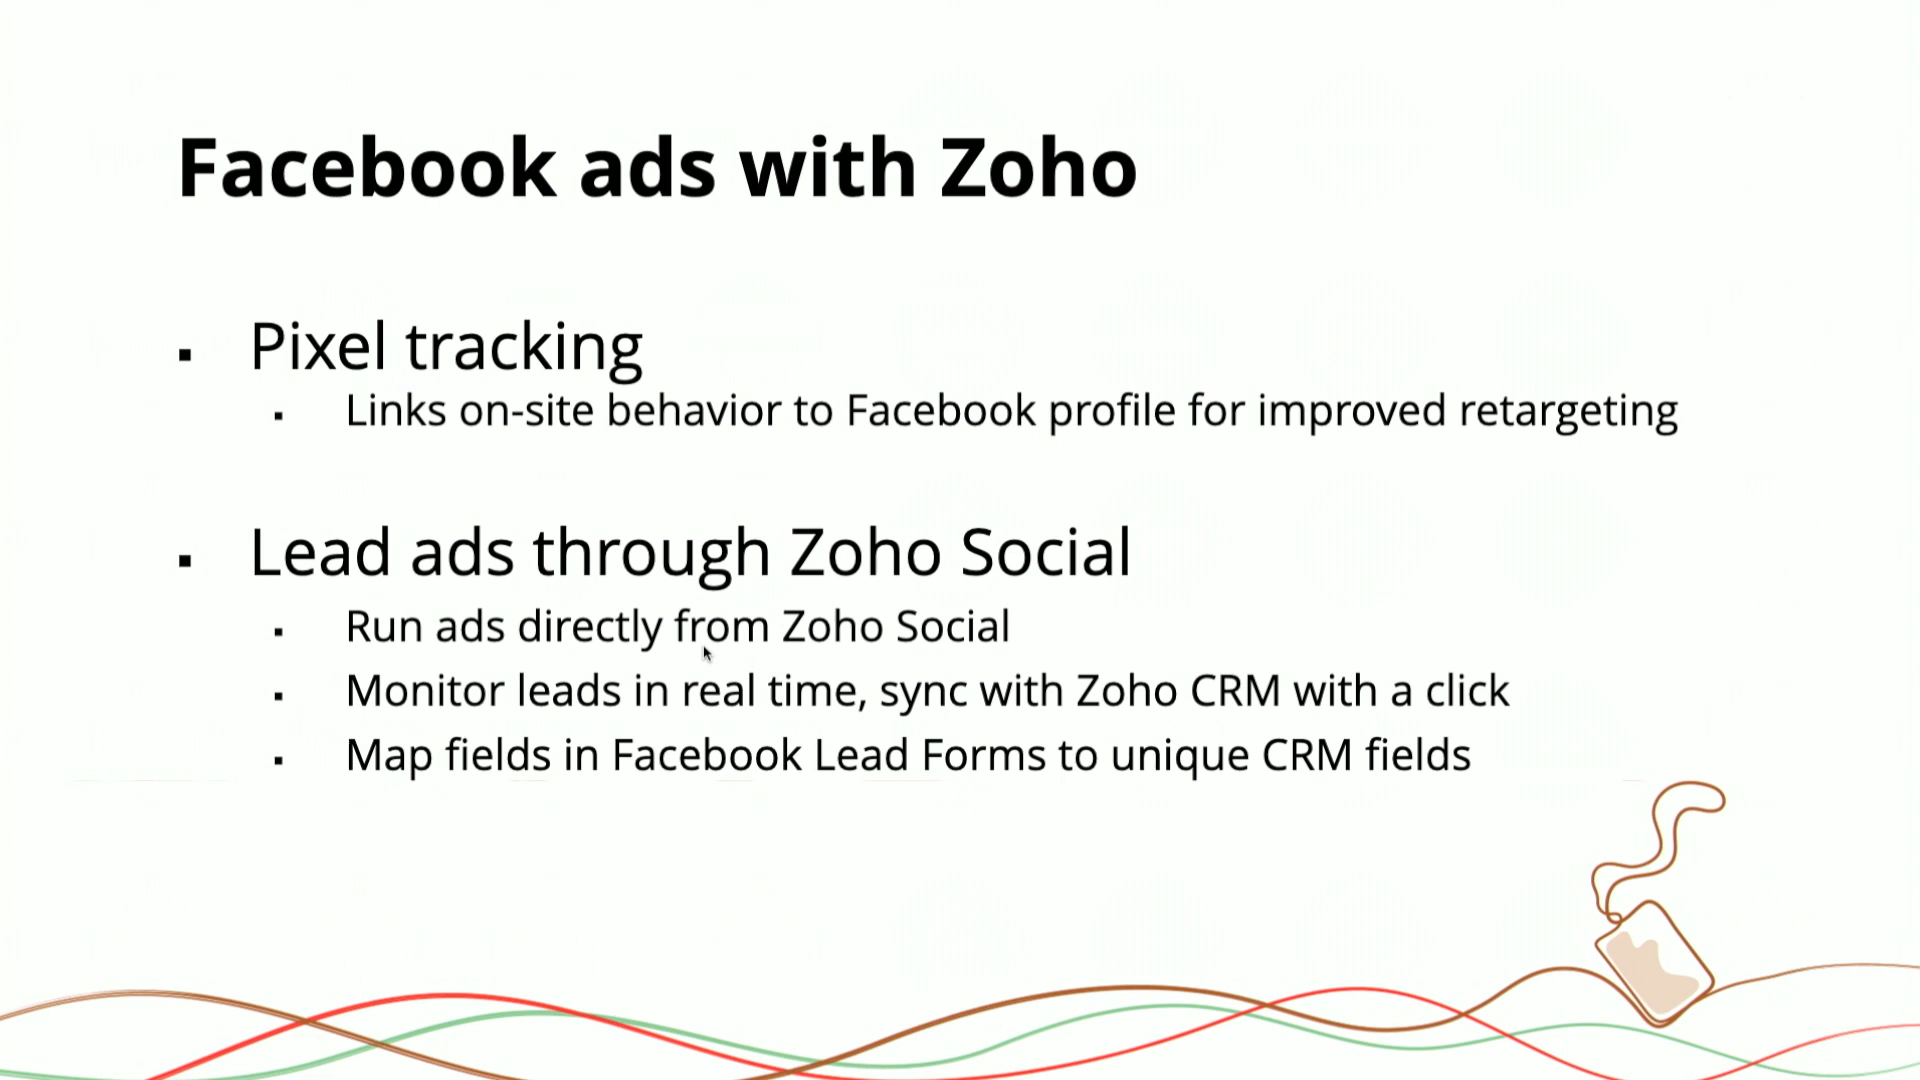 Facebook ads with Zoho
▪ Pixel tracking
▪ Links on-site behavior to Facebook profile for improved retargeting
▪ Lead ads through Zoho Social
▪ Run ads directly from Zoho Social
▪ Monitor leads in real time, sync with Zoho CRM with a click
▪ Map fields in Facebook Lead Forms to unique CRM fields